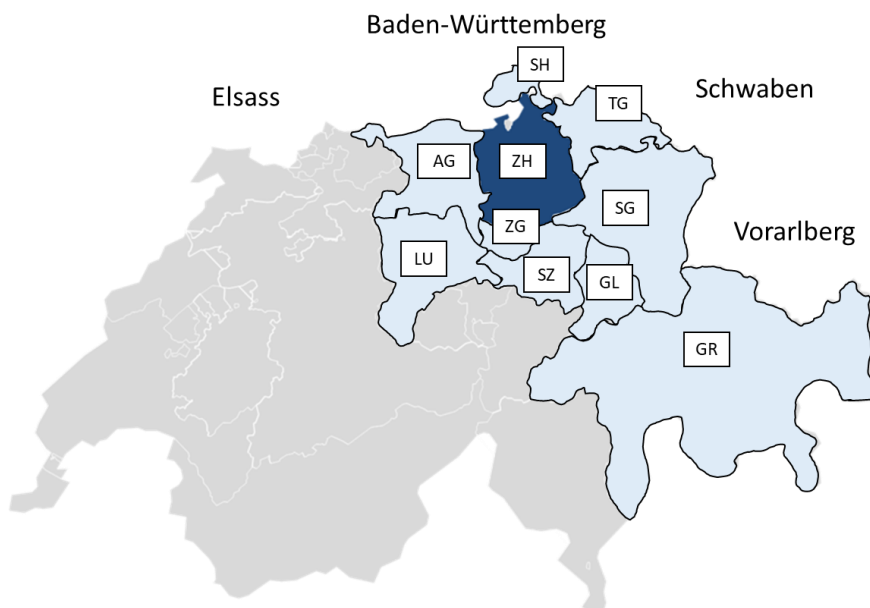 Baden-Württemberg
SH
Elsass
Schwaben
TG
AG
ZH
SG
ZG
Vorarlberg
LU
SZ
GL
GR